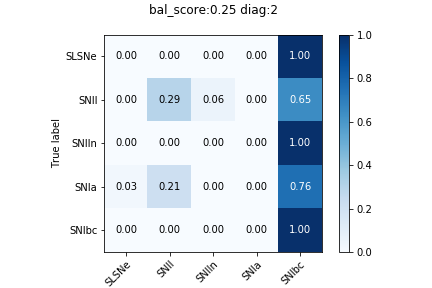 bal_score:0.25 diag:2
SLSNe 0.00 0.00 0.00 0.00 1.00
SNII 0.00 0.29 0.06 0.00 0.65
SNIIn 0.00 0.00 0.00 0.00 1.00
SNIa 0.03 0.21 0.00 0.00 0.76
SNIbc 0.00 0.00 0.00 0.00 1.00
True label
SLSNe SNII SNIIn SNIa SNIbc
1.0
0.8
0.6
0.4
0.2
0.0